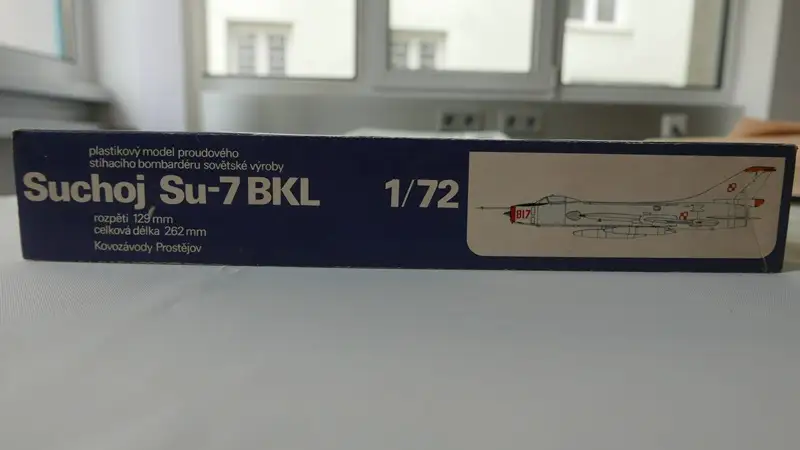 plastikový model proudového
stíhacího bombardéru sovětské výroby
Suchoj Su-7 BKL
1/72
rozpětí 129 mm
celková délka 262 mm
Kovozávody Prostějov
817